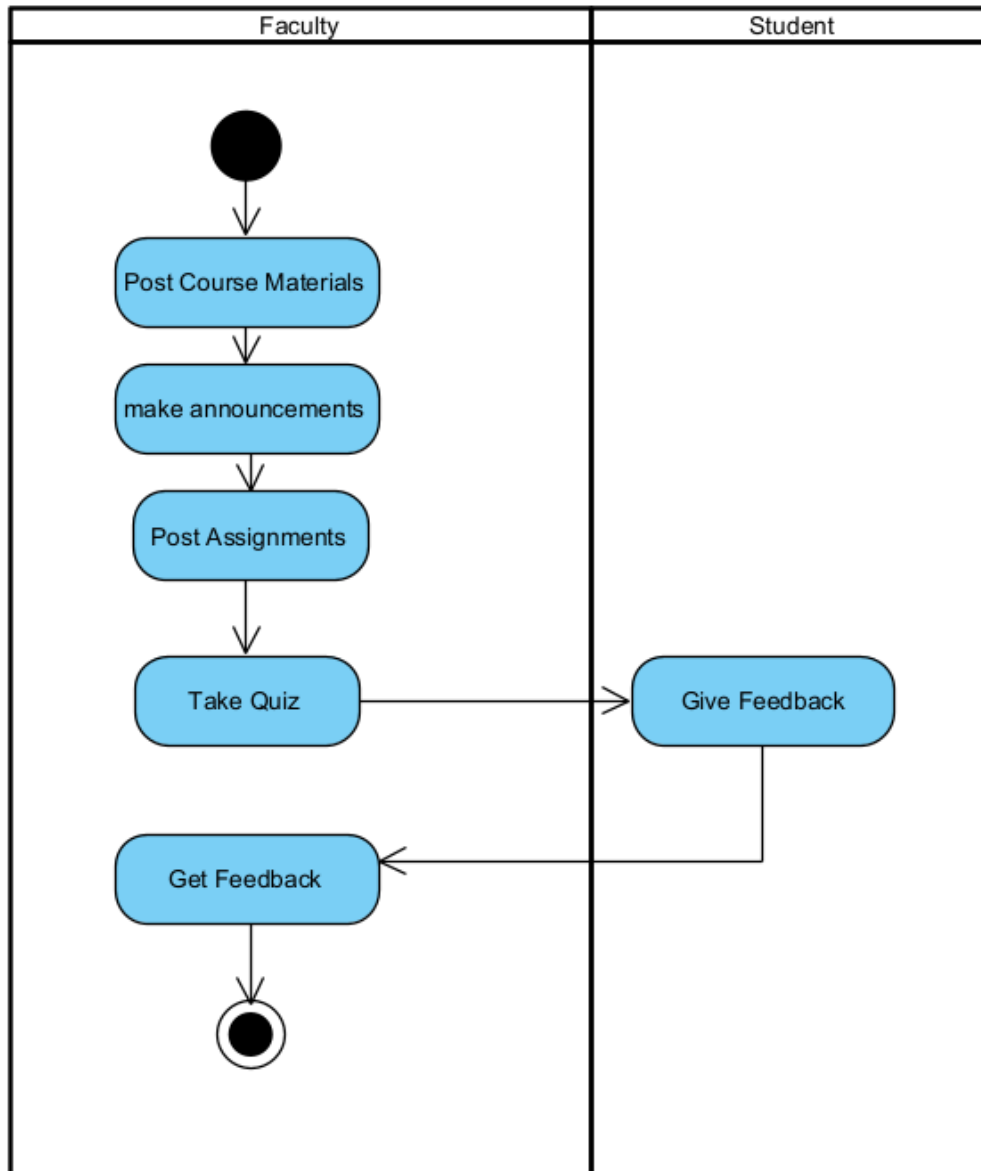 Faculty
Student
Post Course Materials
make announcements
Post Assignments
Take Quiz
Give Feedback
Get Feedback